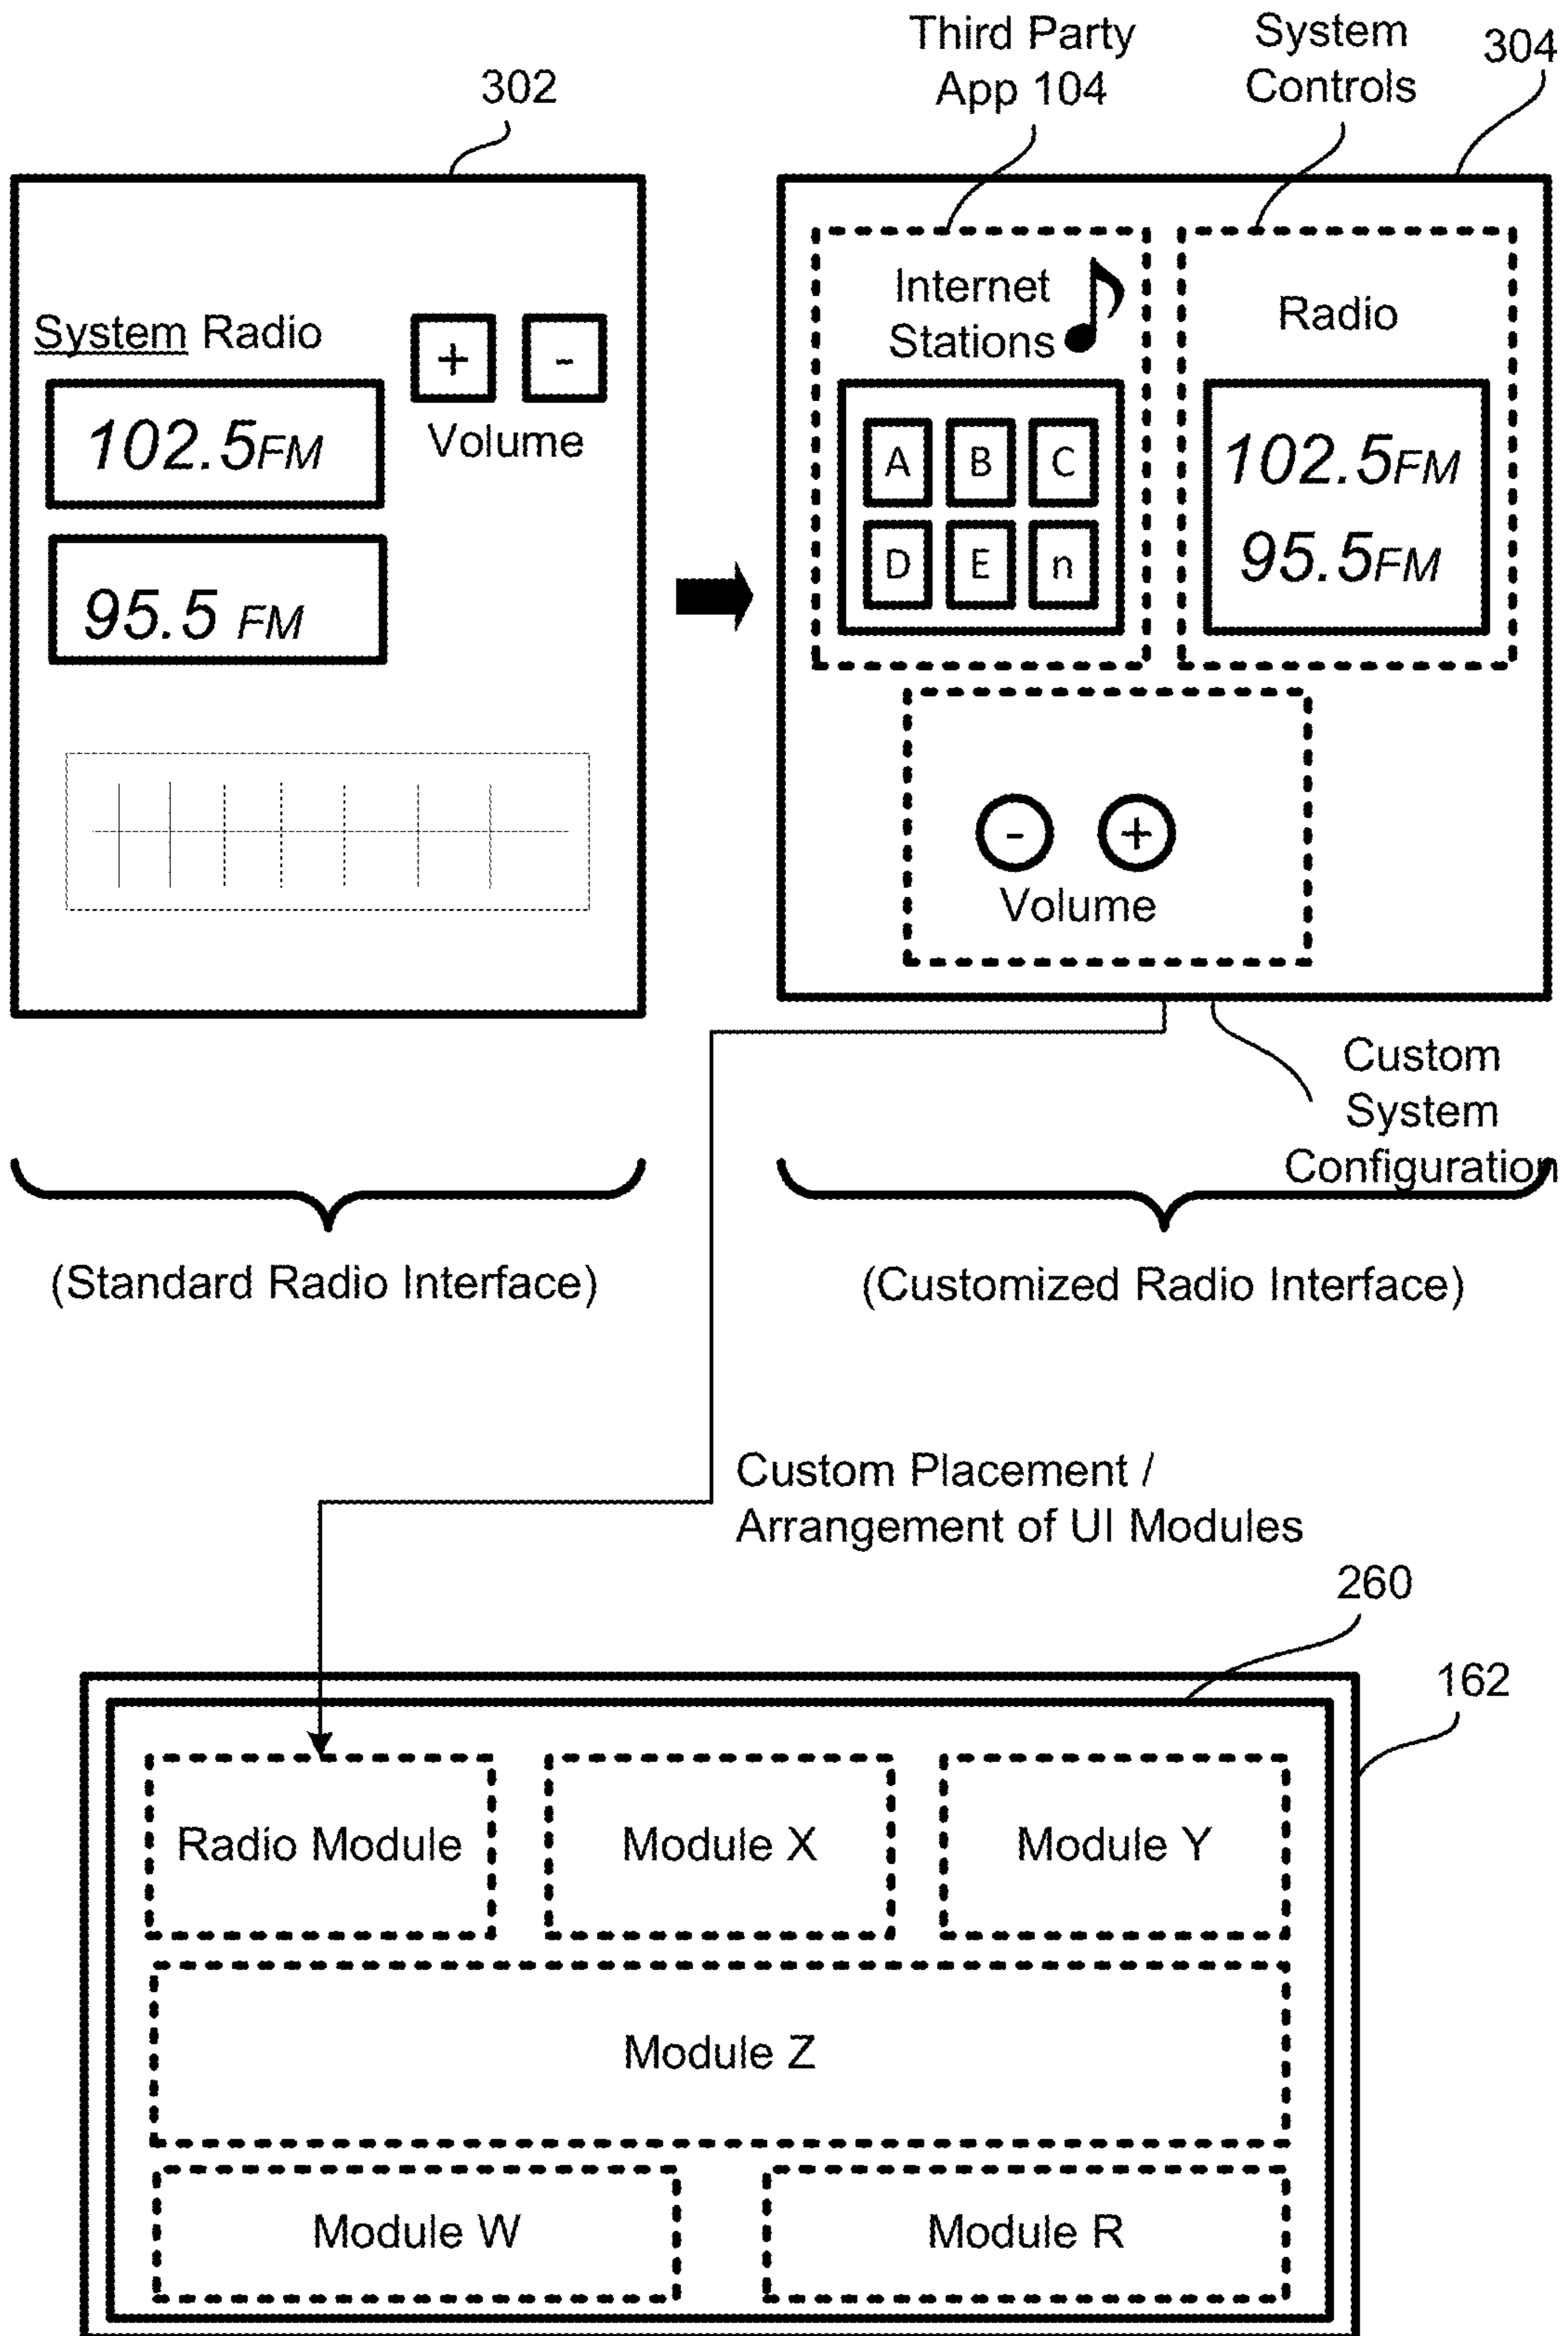 302
Third Party
App 104
System
Controls
304
System Radio
+
-
Volume
102.5FM
95.5 FM
Internet
Stations
A
B
C
D
E
n
Radio
102.5FM
95.5FM
-
+
Volume
Custom
System
Configuration
(Standard Radio Interface)
(Customized Radio Interface)
Custom Placement /
Arrangement of UI Modules
260
162
Radio Module
Module X
Module Y
Module Z
Module W
Module R